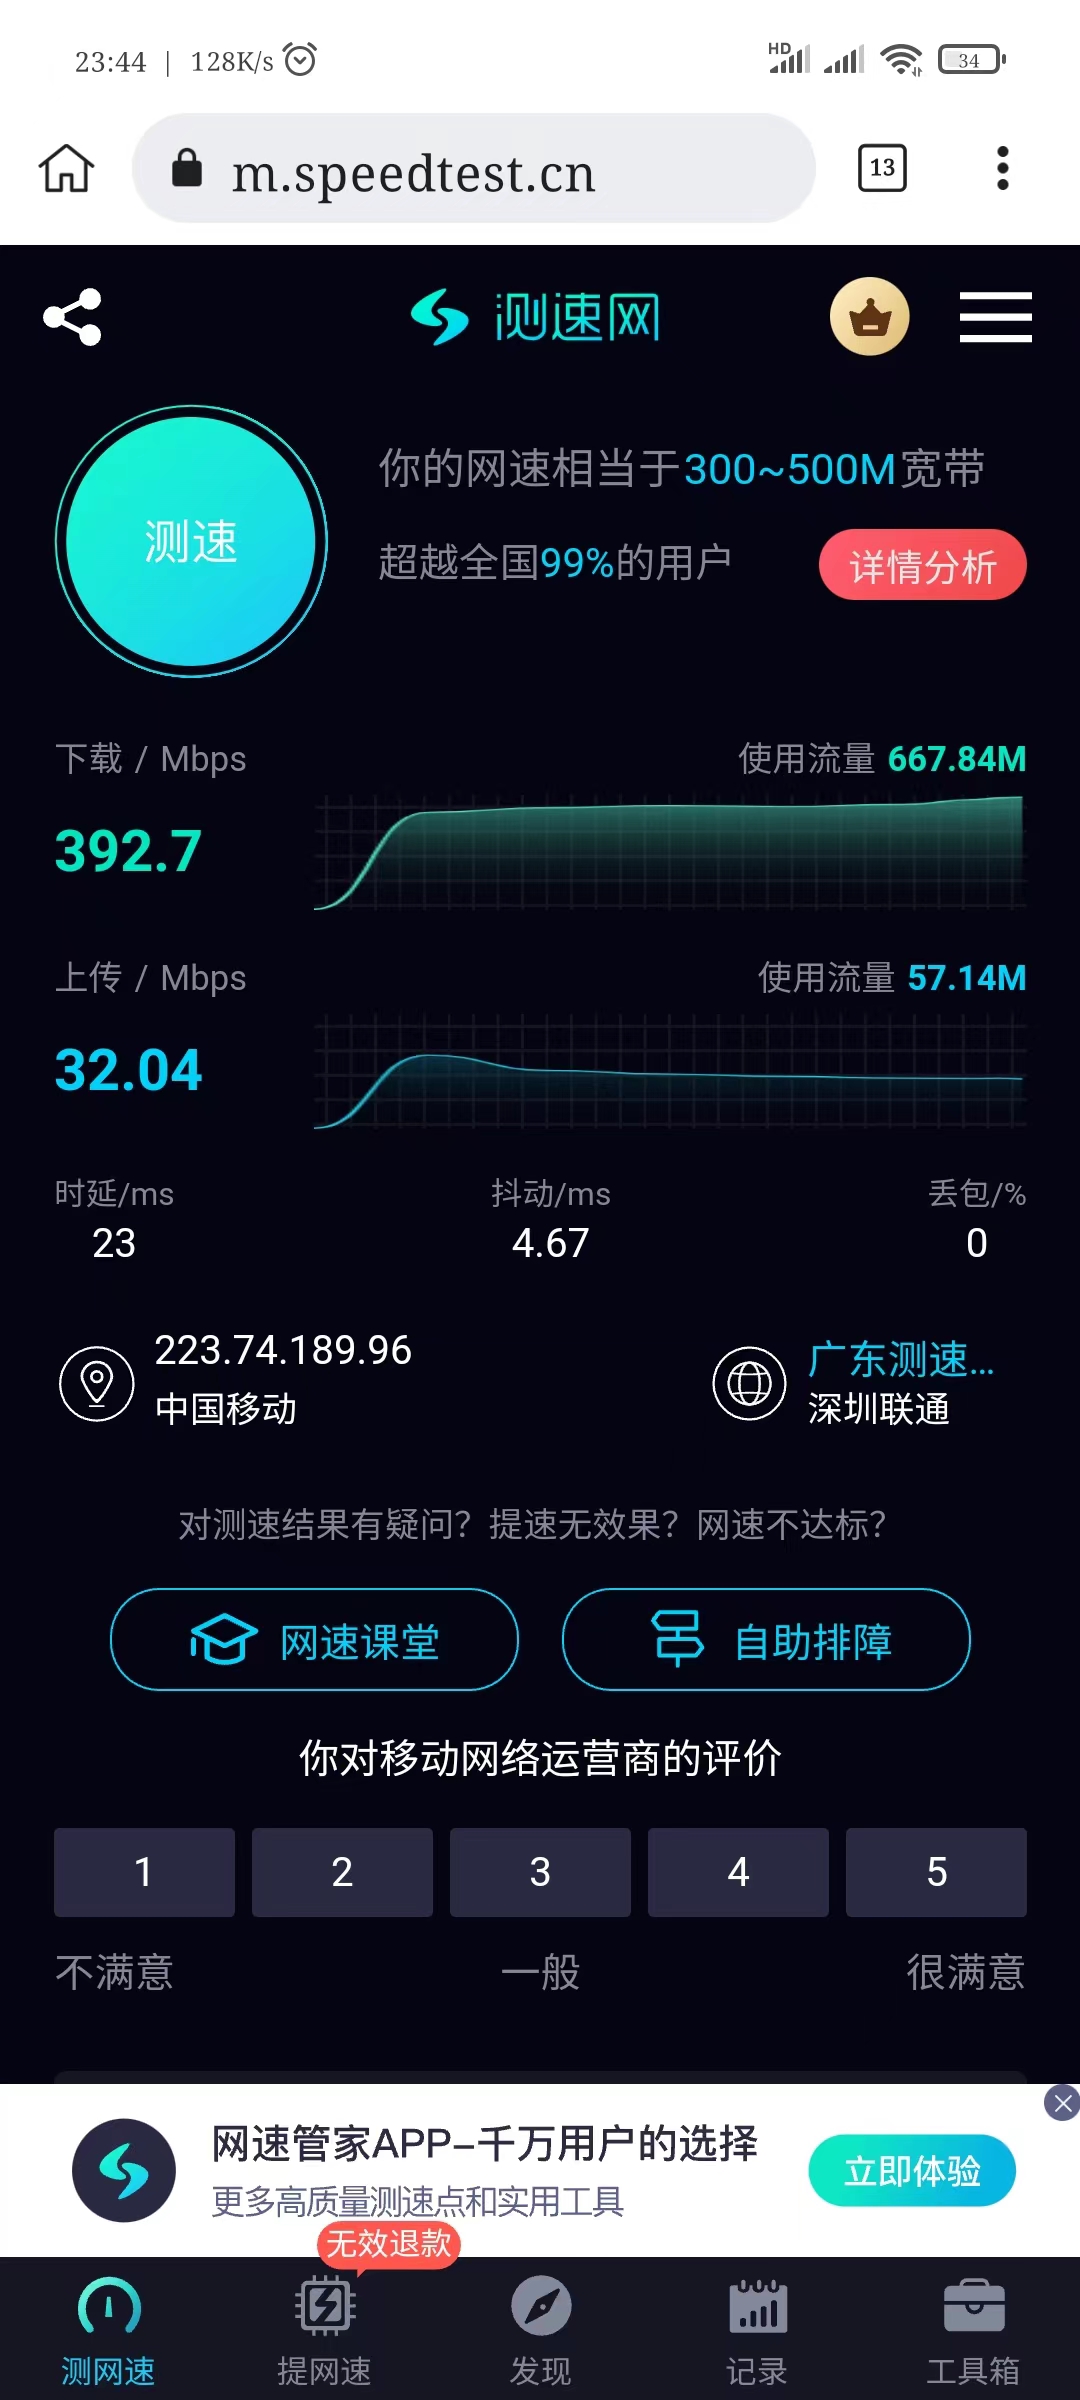 23:44 | 128K/s HD 34
m.speedtest.cn 13
测速网
你的网速相当于300~500M宽带
测速
超越全国99%的用户 详情分析
下载 / Mbps 使用流量 667.84M
392.7
上传 / Mbps 使用流量 57.14M
32.04
时延/ms 抖动/ms 丢包/%
23 4.67 0
223.74.189.96 广东测速...
中国移动 深圳联通
对测速结果有疑问？提速无效果？网速不达标？
网速课堂 自助排障
你对移动网络运营商的评价
1 2 3 4 5
不满意 一般 很满意
网速管家APP-千万用户的选择
更多高质量测速点和实用工具
立即体验
无效退款
测网速 提网速 发现 记录 工具箱